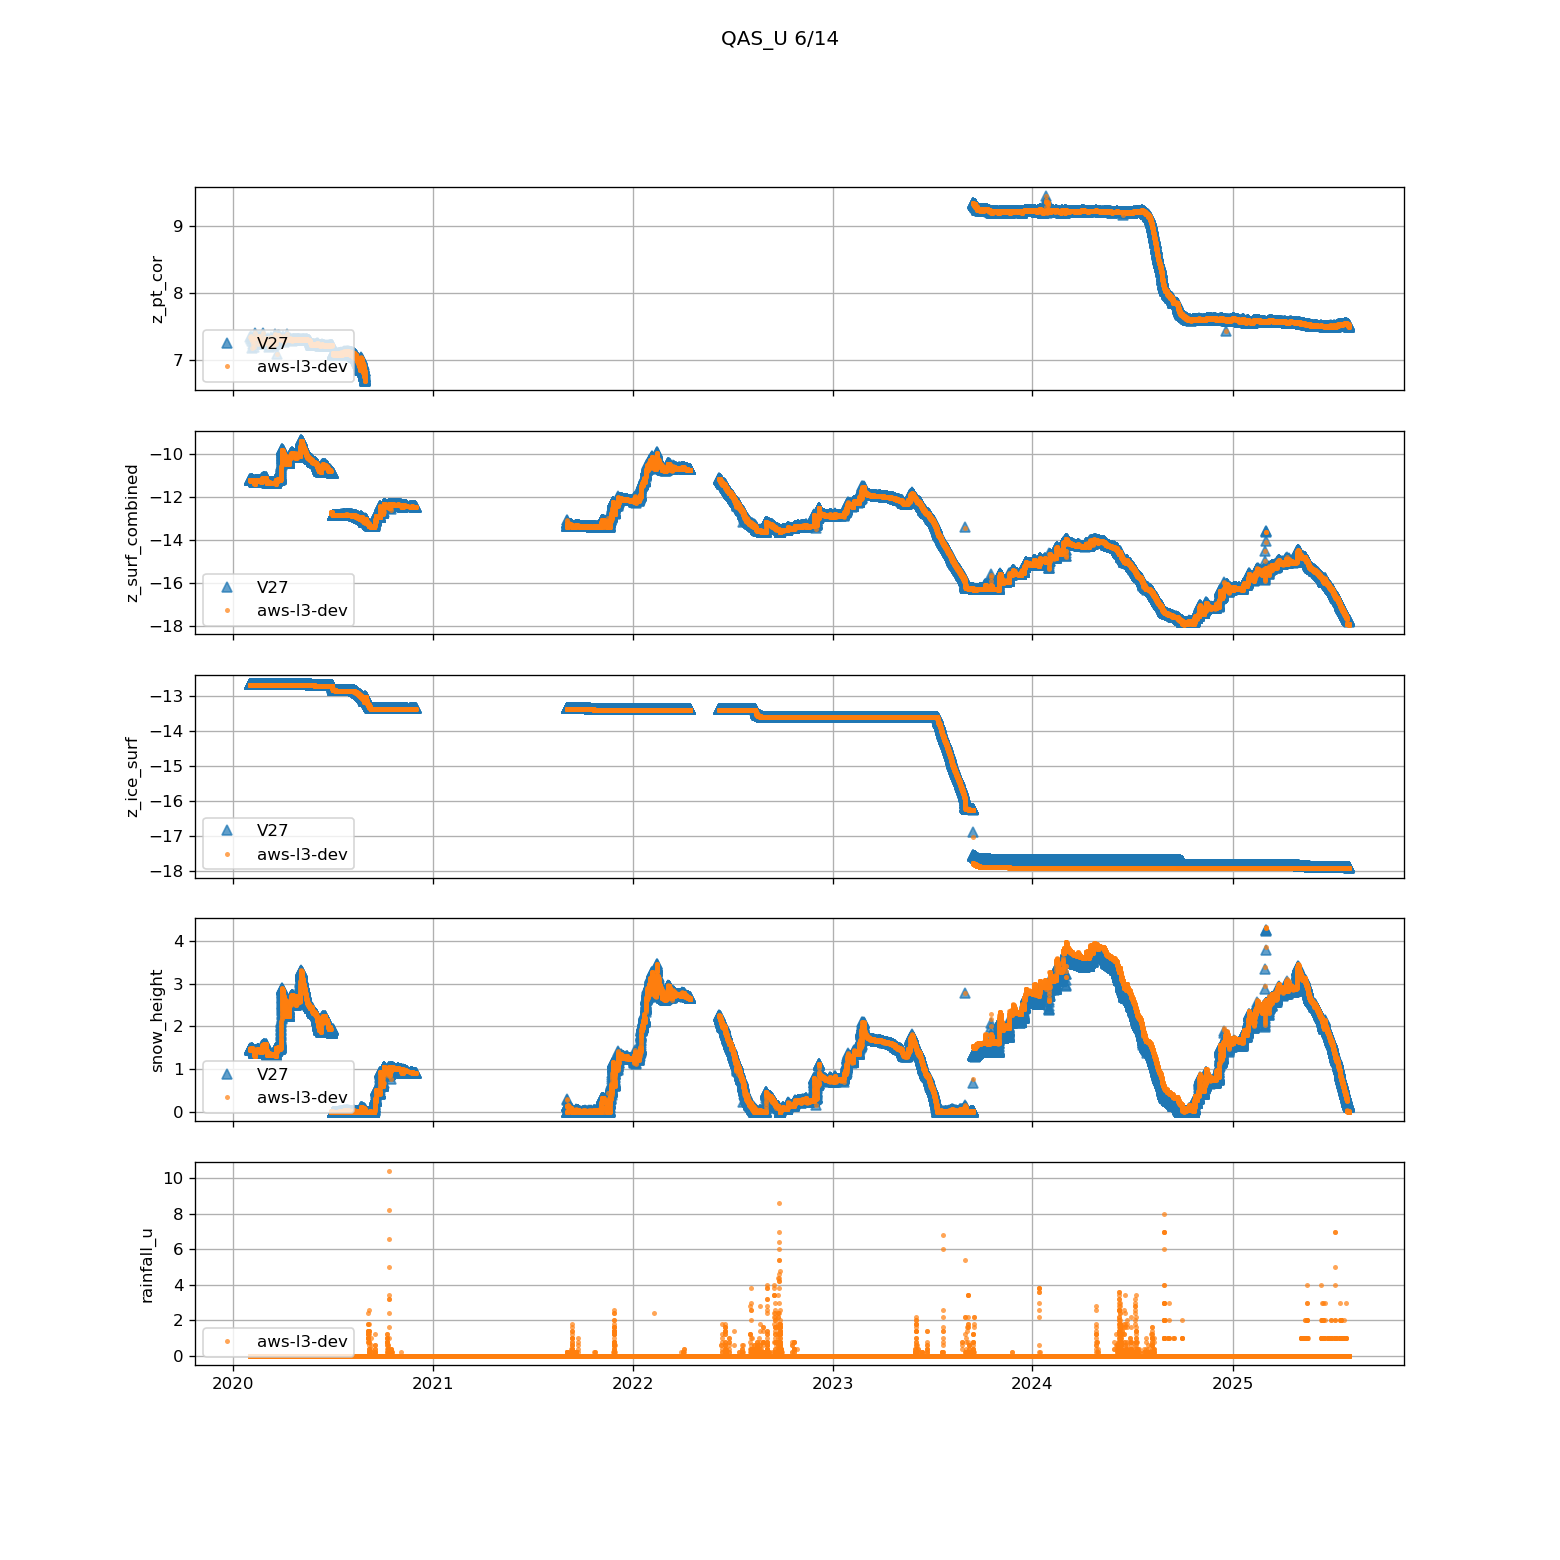 QAS_U 6/14
z_pt_cor
9
8
7
V27
aws-l3-dev
z_surf_combined
−10
−12
−14
−16
−18
V27
aws-l3-dev
z_ice_surf
−13
−14
−15
−16
−17
−18
V27
aws-l3-dev
snow_height
4
3
2
1
0
V27
aws-l3-dev
rainfall_u
10
8
6
4
2
0
aws-l3-dev
2020 2021 2022 2023 2024 2025